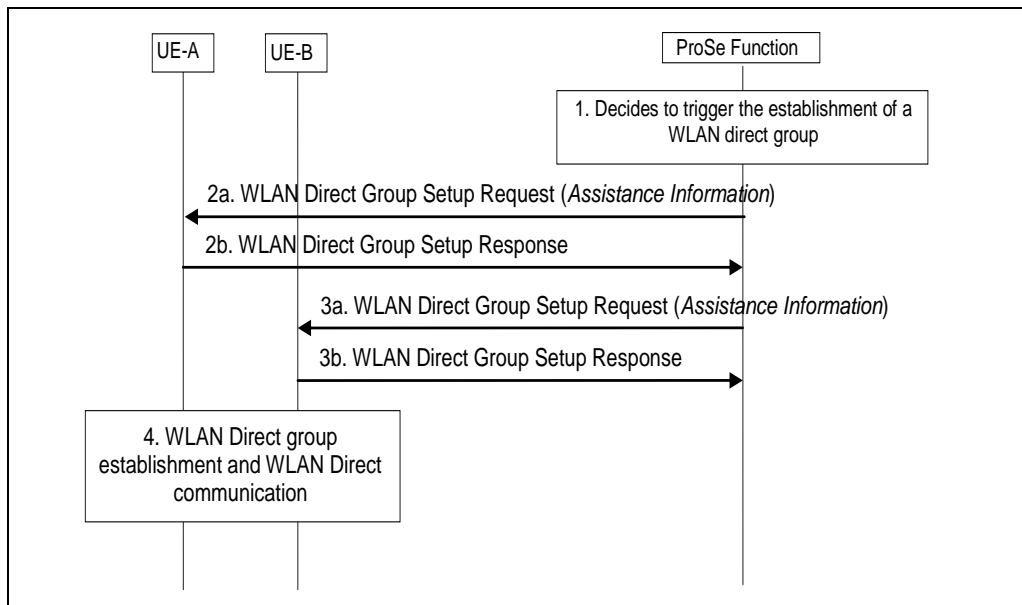 UE-A
UE-B
ProSe Function
1. Decides to trigger the establishment of a
WLAN direct group
2a. WLAN Direct Group Setup Request (Assistance Information)
2b. WLAN Direct Group Setup Response
3a. WLAN Direct Group Setup Request (Assistance Information)
3b. WLAN Direct Group Setup Response
4. WLAN Direct group
establishment and WLAN Direct
communication